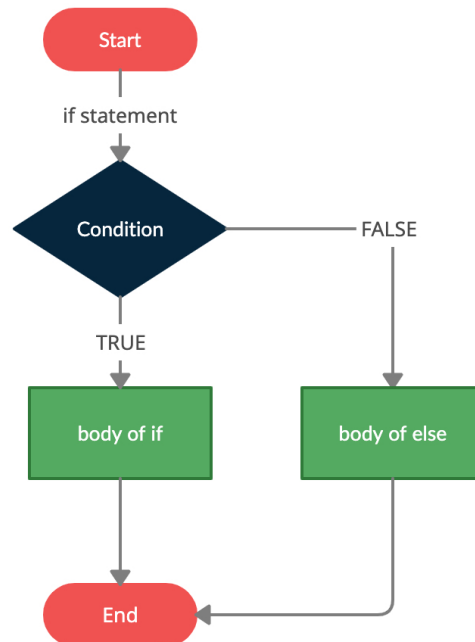 Start
if statement
Condition
FALSE
TRUE
body of if
body of else
End